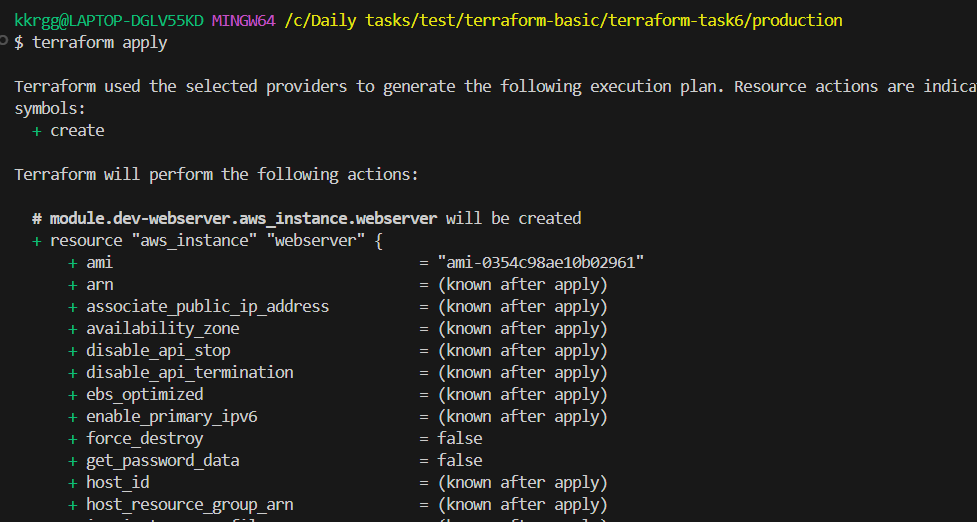 kkrgg@LAPTOP-DGLV55KD MINGW64 /c/Daily tasks/test/terraform-basic/terraform-task6/production
$ terraform apply
Terraform used the selected providers to generate the following execution plan. Resource actions are indica
symbols:
+ create
Terraform will perform the following actions:
# module.dev-webserver.aws_instance.webserver will be created
+ resource "aws_instance" "webserver" {
+ ami = "ami-0354c98ae10b02961"
+ arn = (known after apply)
+ associate_public_ip_address = (known after apply)
+ availability_zone = (known after apply)
+ disable_api_stop = (known after apply)
+ disable_api_termination = (known after apply)
+ ebs_optimized = (known after apply)
+ enable_primary_ipv6 = (known after apply)
+ force_destroy = false
+ get_password_data = false
+ host_id = (known after apply)
+ host_resource_group_arn = (known after apply)